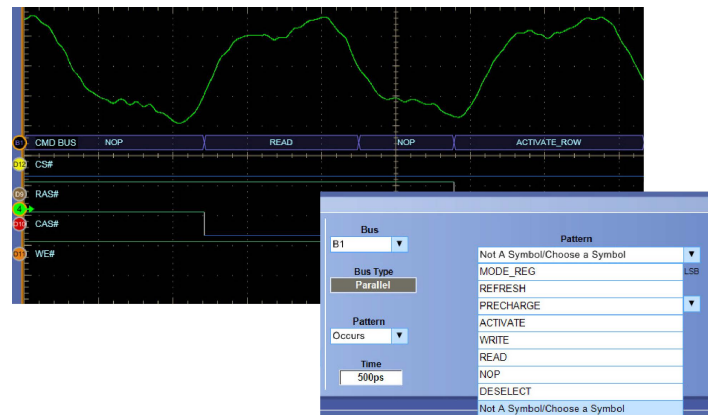 B1 CMD BUS NOP READ NOP ACTIVATE_ROW
D12 CS#
D9 RAS#
4
D10 CAS#
D11 WE#
Bus
B1
Bus Type
Parallel
Pattern
Occurs
Time
500ps
Pattern
Not A Symbol/Choose a Symbol
MODE_REG
LSB
REFRESH
PRECHARGE
ACTIVATE
WRITE
READ
NOP
DESELECT
Not A Symbol/Choose a Symbol